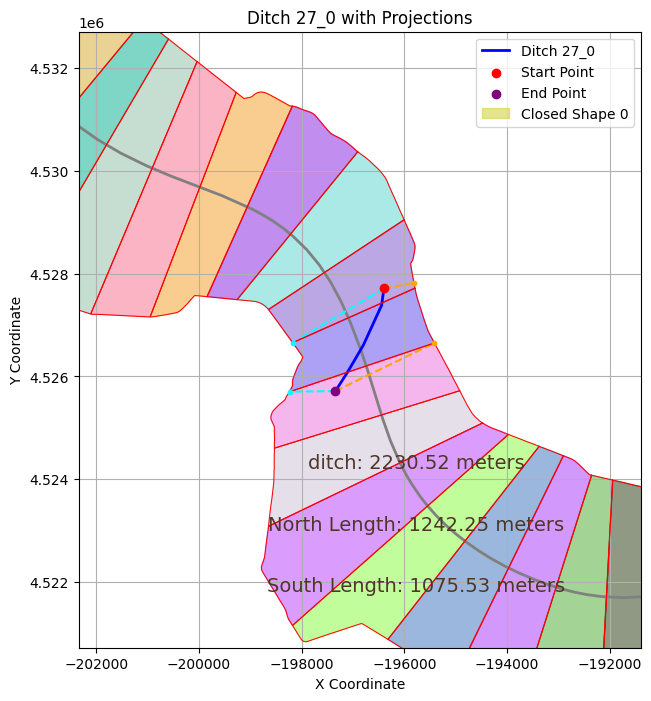 Ditch 27_0 with Projections
1e6
Ditch 27_0
Start Point
End Point
Closed Shape 0
4.532
4.530
4.528
4.526
4.524
4.522
Y Coordinate
ditch: 2230.52 meters
North Length: 1242.25 meters
South Length: 1075.53 meters
−202000 −200000 −198000 −196000 −194000 −192000
X Coordinate